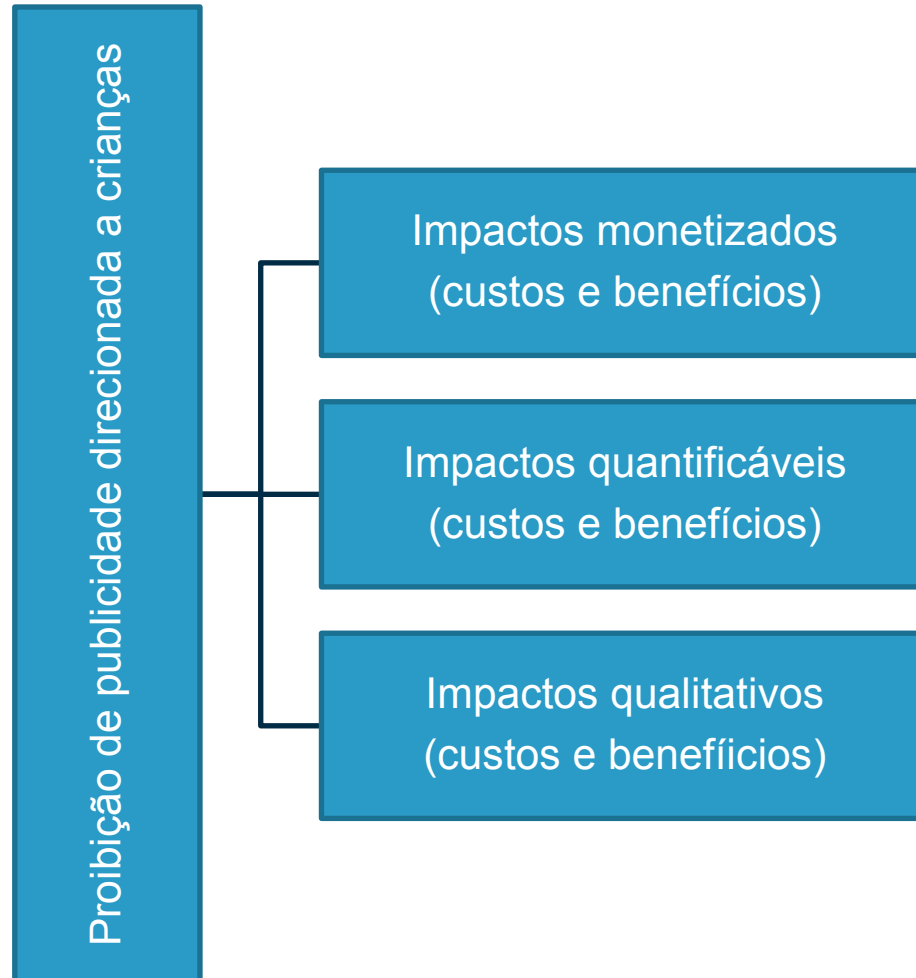 Proibição de publicidade direcionada a crianças
Impactos monetizados
(custos e benefícios)
Impactos quantificáveis
(custos e benefícios)
Impactos qualitativos
(custos e benefíicios)